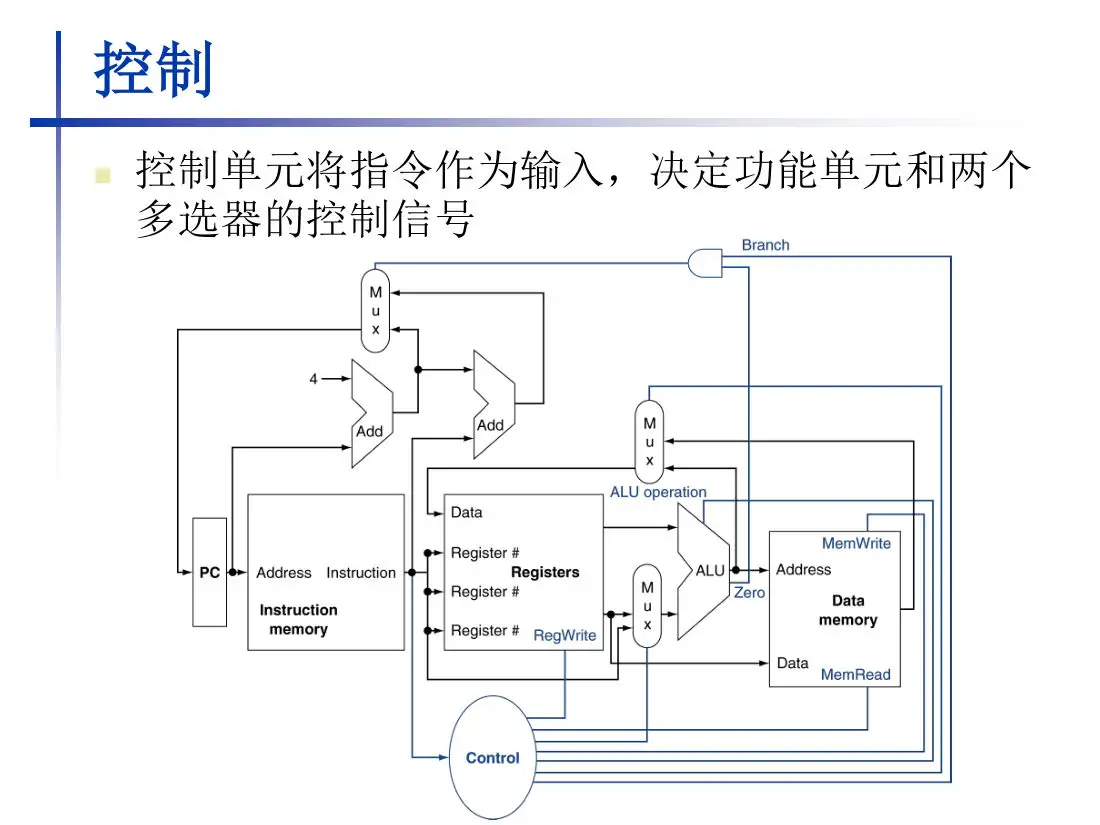 控制
控制单元将指令作为输入，决定功能单元和两个
多选器的控制信号
Branch
M
u
x
4
Add
Add
M
u
x
ALU operation
Data
Register #
Registers
Register #
Register #
RegWrite
PC
Address
Instruction
Instruction
memory
M
u
x
ALU
Zero
MemWrite
Address
Data
memory
Data
MemRead
Control